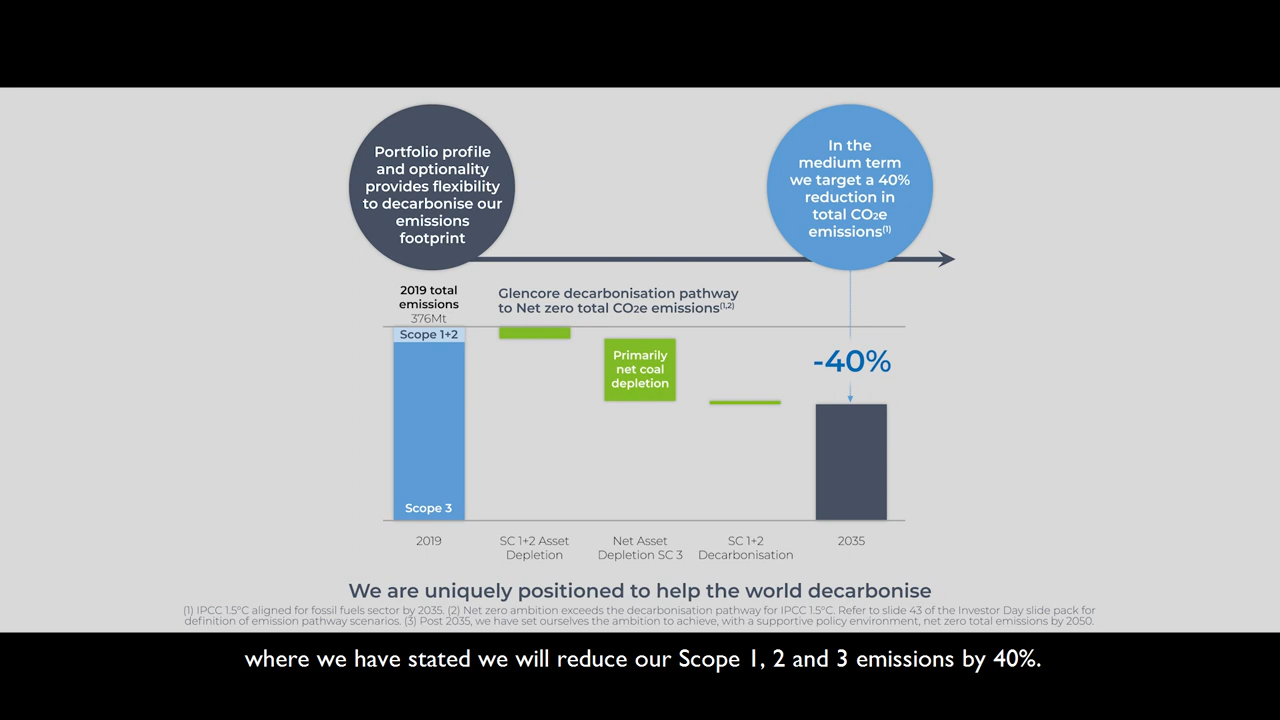 Portfolio profile
and optionality
provides flexibility
to decarbonise our
emissions
footprint
In the
medium term
we target a 40%
reduction in
total CO₂e
emissions⁽¹⁾
2019 total
emissions
376Mt
Glencore decarbonisation pathway
to Net zero total CO₂e emissions⁽¹,²⁾
Scope 1+2
Primarily
net coal
depletion
-40%
Scope 3
2019
SC 1+2 Asset
Depletion
Net Asset
Depletion SC 3
SC 1+2
Decarbonisation
2035
We are uniquely positioned to help the world decarbonise
(1) IPCC 1.5°C aligned for fossil fuels sector by 2035. (2) Net zero ambition exceeds the decarbonisation pathway for IPCC 1.5°C. Refer to slide 43 of the Investor Day slide pack for
definition of emission pathway scenarios. (3) Post 2035, we have set ourselves the ambition to achieve, with a supportive policy environment, net zero total emissions by 2050.
where we have stated we will reduce our Scope 1, 2 and 3 emissions by 40%.